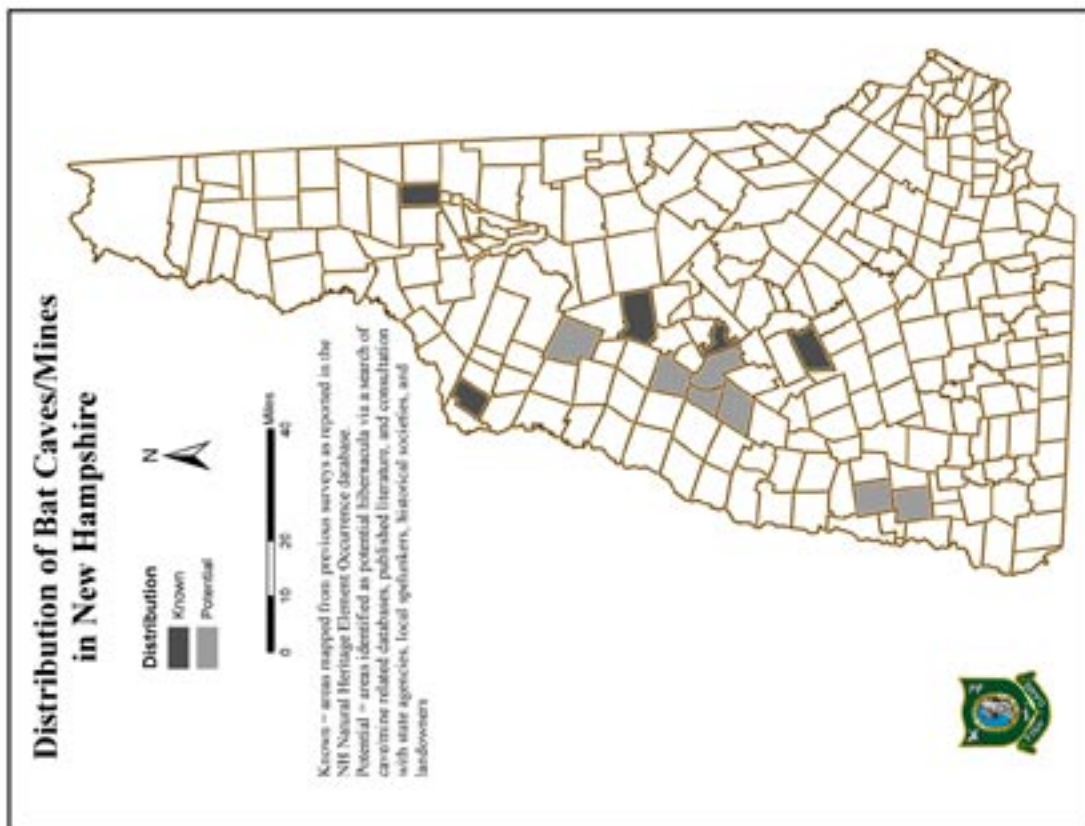 Distribution of Bat Caves/Mines
in New Hampshire
N
Distribution
Known
Potential
0 10 20 40
Miles
Known = areas mapped from previous surveys as reported in the
NH Natural Heritage Element Occurrence database.
Potential = areas identified as potential hibernacula via a search of
cave/mine related databases, published literature, and consultation
with state agencies, local spelunkers, historical societies, and
landowners